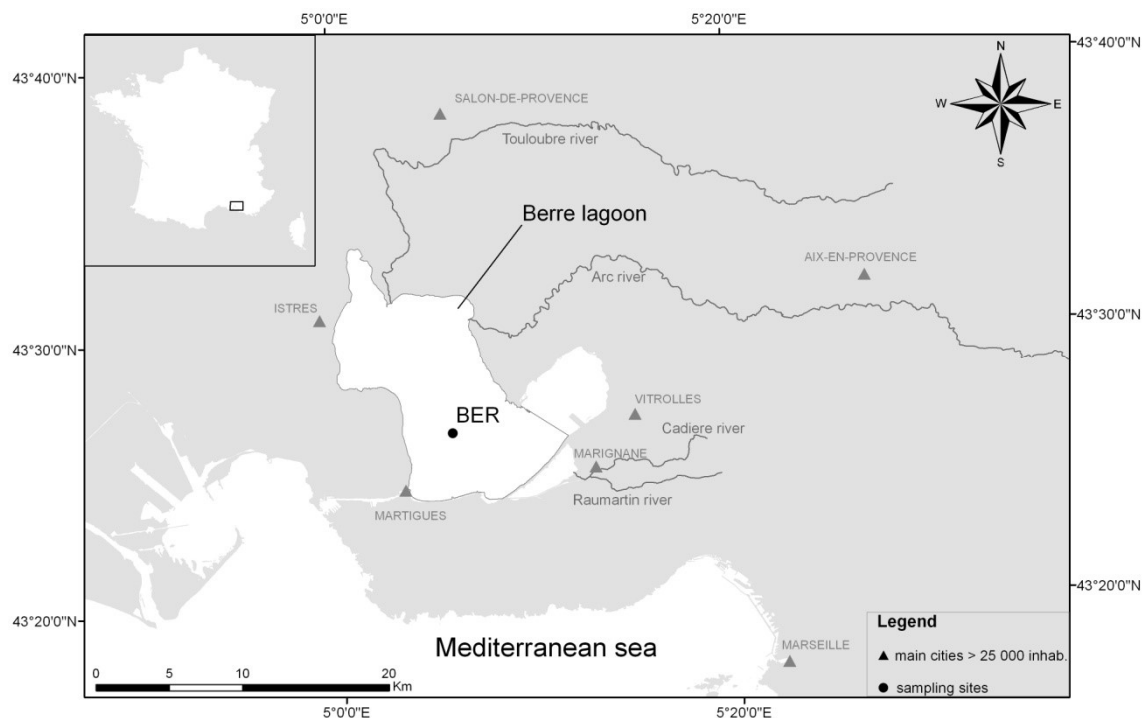 5°0'0"E
5°20'0"E
43°40'0"N
43°40'0"N
N
W
E
S
SALON-DE-PROVENCE
Touloubre river
Berre lagoon
AIX-EN-PROVENCE
Arc river
ISTRES
43°30'0"N
43°30'0"N
BER
VITROLLES
Cadiere river
MARIGNANE
Raumartin river
MARTIGUES
43°20'0"N
43°20'0"N
Mediterranean sea
MARSEILLE
Legend
main cities > 25 000 inhab.
sampling sites
0 5 10 20
Km
5°0'0"E
5°20'0"E